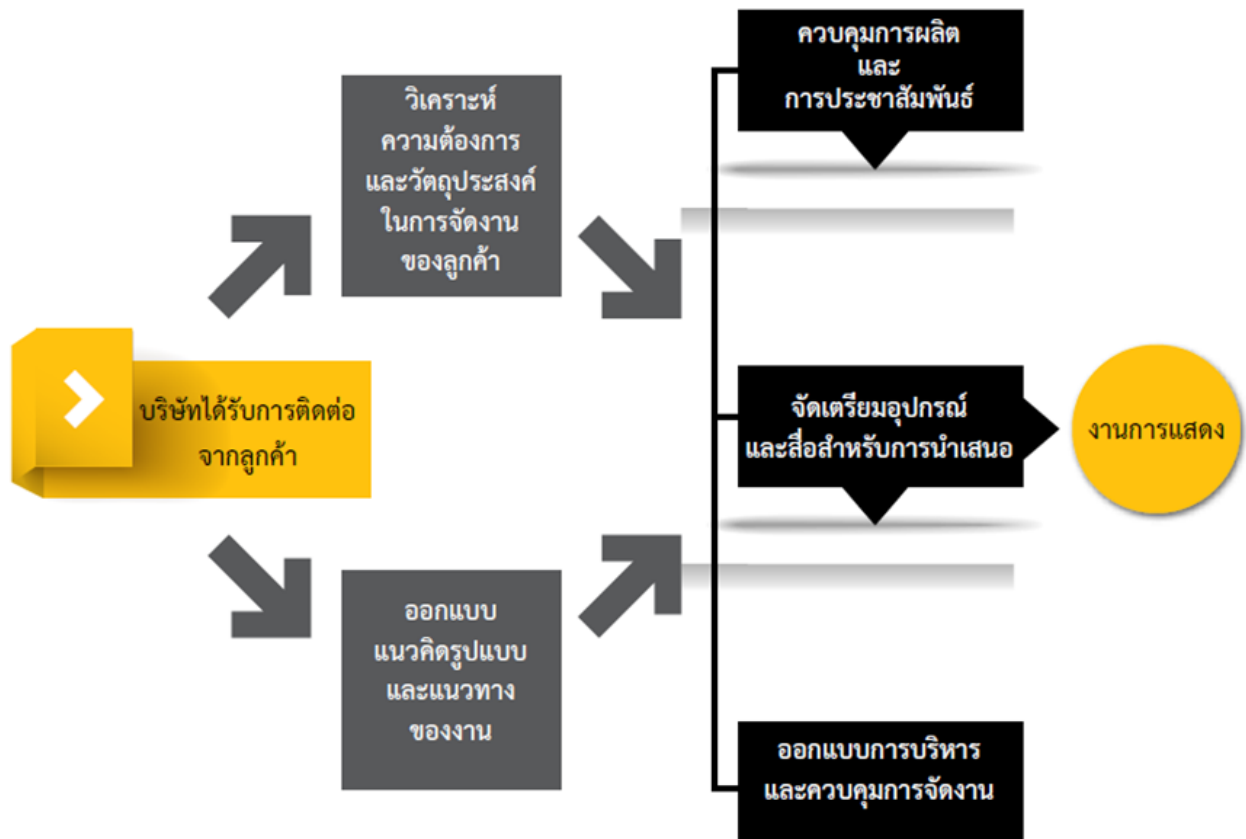 บริษัทได้รับการติดต่อ
จากลูกค้า
วิเคราะห์
ความต้องการ
และวัตถุประสงค์
ในการจัดงาน
ของลูกค้า
ออกแบบ
แนวคิดรูปแบบ
และแนวทาง
ของงาน
ควบคุมการผลิต
และ
การประชาสัมพันธ์
จัดเตรียมอุปกรณ์
และสื่อสำหรับการนำเสนอ
ออกแบบการบริหาร
และควบคุมการจัดงาน
งานการแสดง